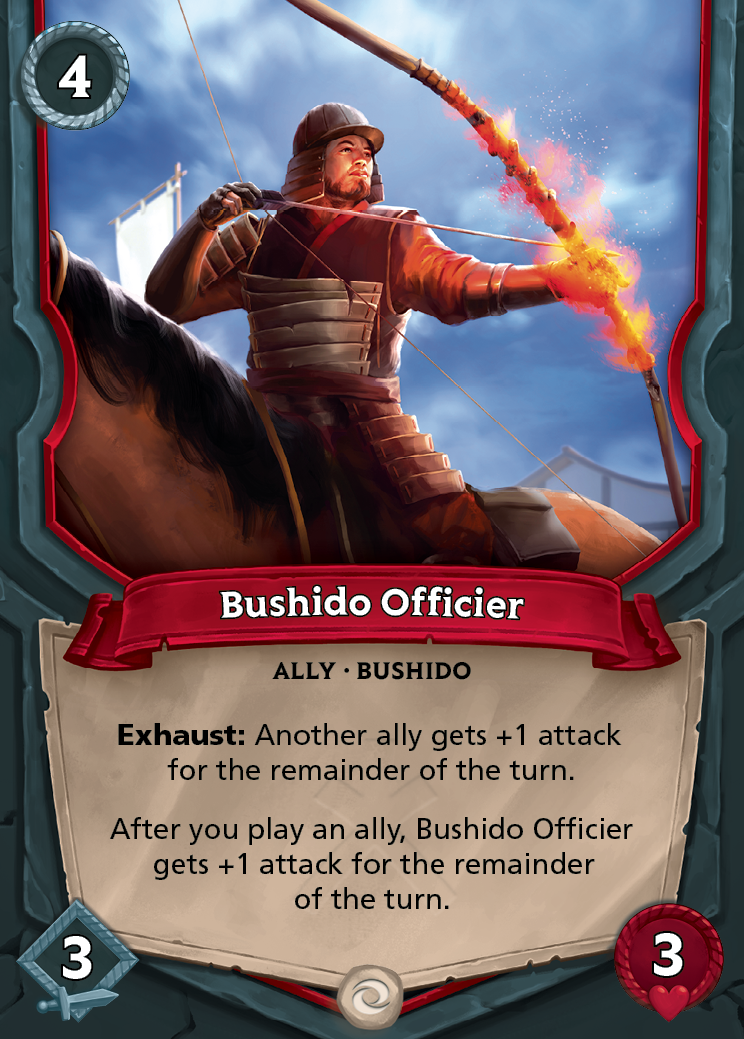 4
Bushido Officier
ALLY · BUSHIDO
Exhaust: Another ally gets +1 attack
for the remainder of the turn.
After you play an ally, Bushido Officier
gets +1 attack for the remainder
of the turn.
3
3